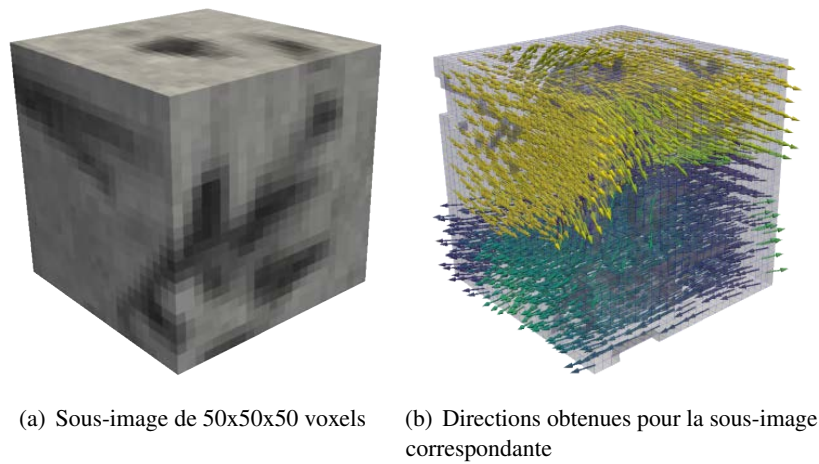 (a) Sous-image de 50x50x50 voxels
(b) Directions obtenues pour la sous-image
correspondante